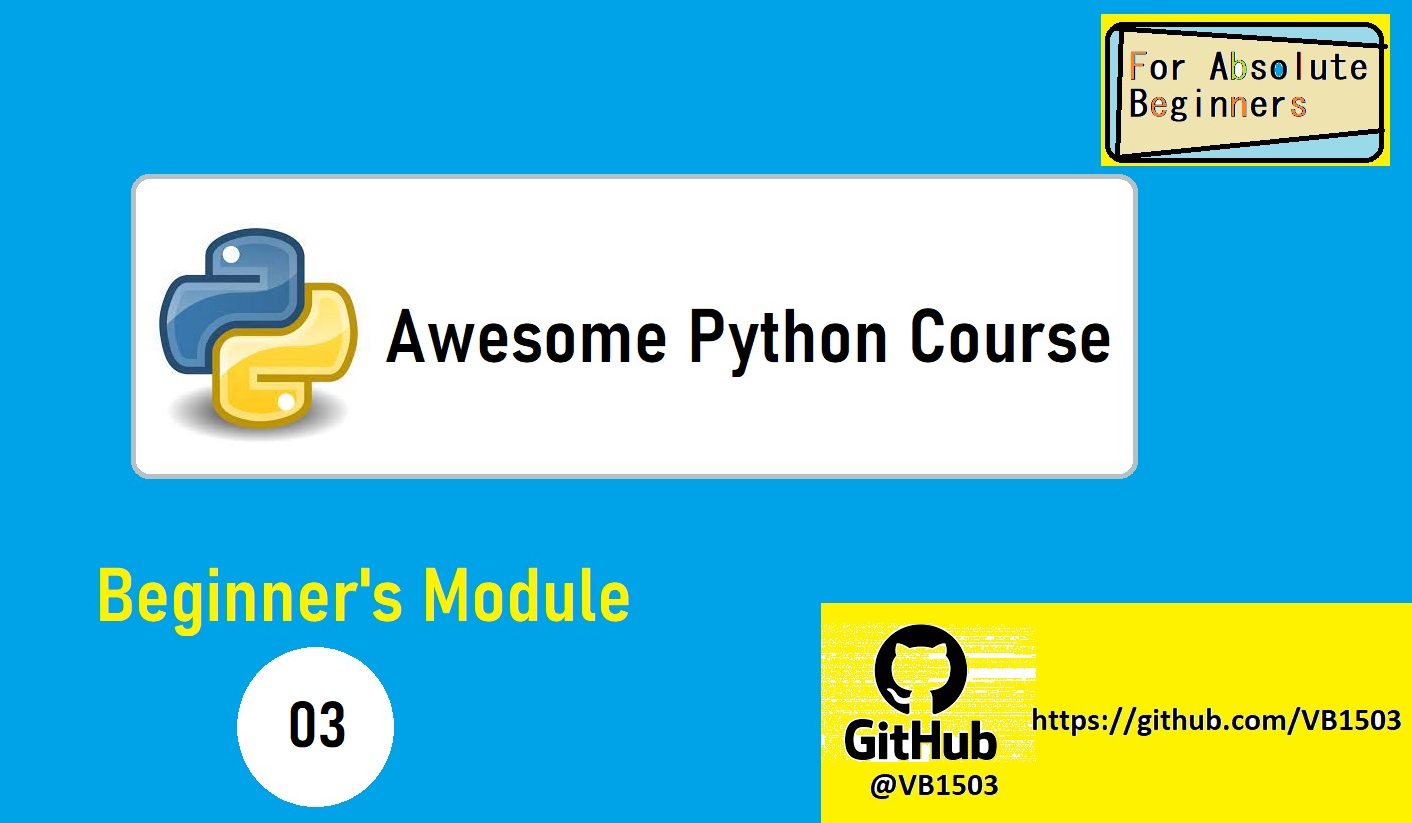 For Absolute
Beginners
Awesome Python Course
Beginner's Module
03
GitHub
https://github.com/VB1503
@VB1503